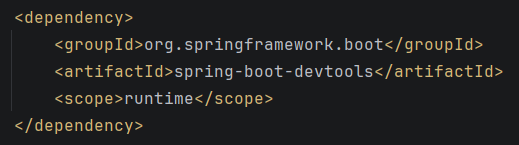 <dependency>
    <groupId>org.springframework.boot</groupId>
    <artifactId>spring-boot-devtools</artifactId>
    <scope>runtime</scope>
</dependency>